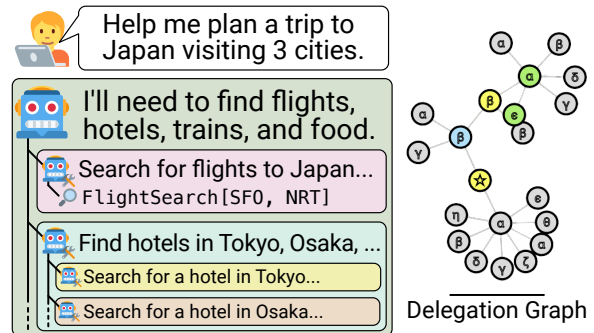 Help me plan a trip to
Japan visiting 3 cities.
I'll need to find flights,
hotels, trains, and food.
Search for flights to Japan...
FlightSearch[SFO, NRT]
Find hotels in Tokyo, Osaka, ...
Search for a hotel in Tokyo...
Search for a hotel in Osaka...
α
β
α
δ
β
γ
ε
β
α
β
γ
ε
η
α
θ
β
α
δ
ζ
γ
Delegation Graph